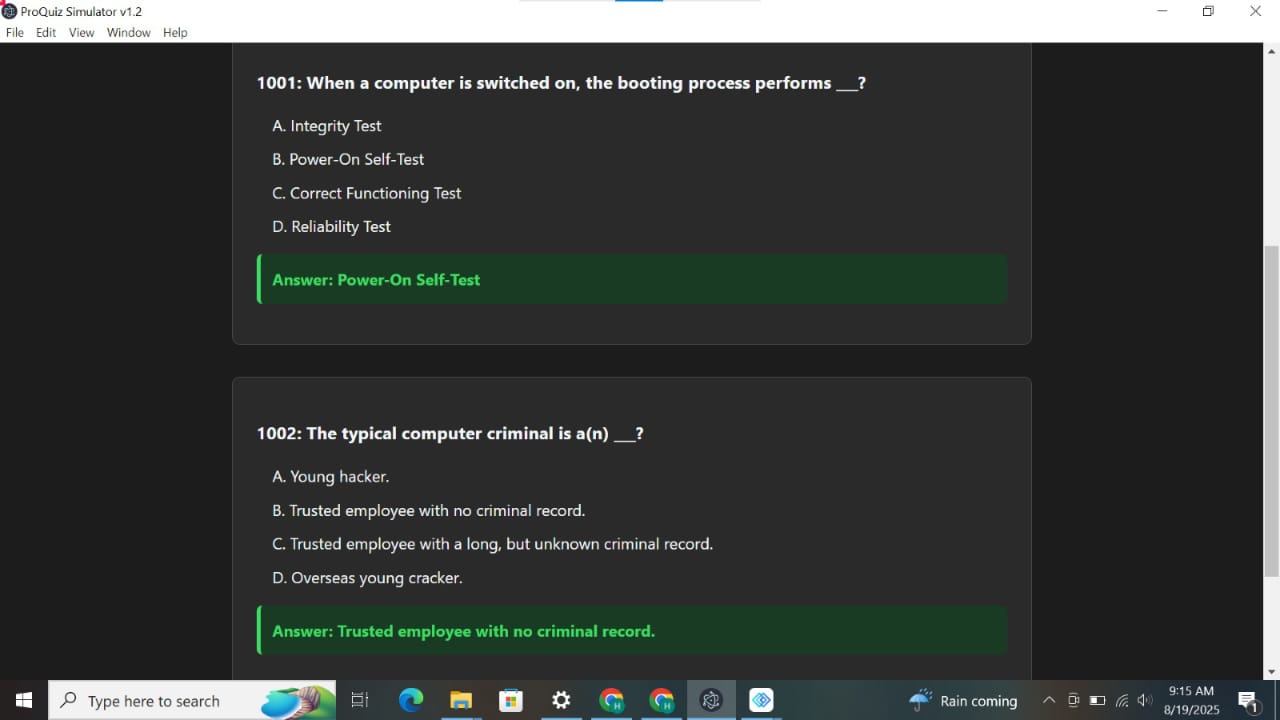 ProQuiz Simulator v1.2
File Edit View Window Help
1001: When a computer is switched on, the booting process performs ___?
A. Integrity Test
B. Power-On Self-Test
C. Correct Functioning Test
D. Reliability Test
Answer: Power-On Self-Test
1002: The typical computer criminal is a(n) ___?
A. Young hacker.
B. Trusted employee with no criminal record.
C. Trusted employee with a long, but unknown criminal record.
D. Overseas young cracker.
Answer: Trusted employee with no criminal record.
Type here to search
Rain coming
9:15 AM
8/19/2025
1